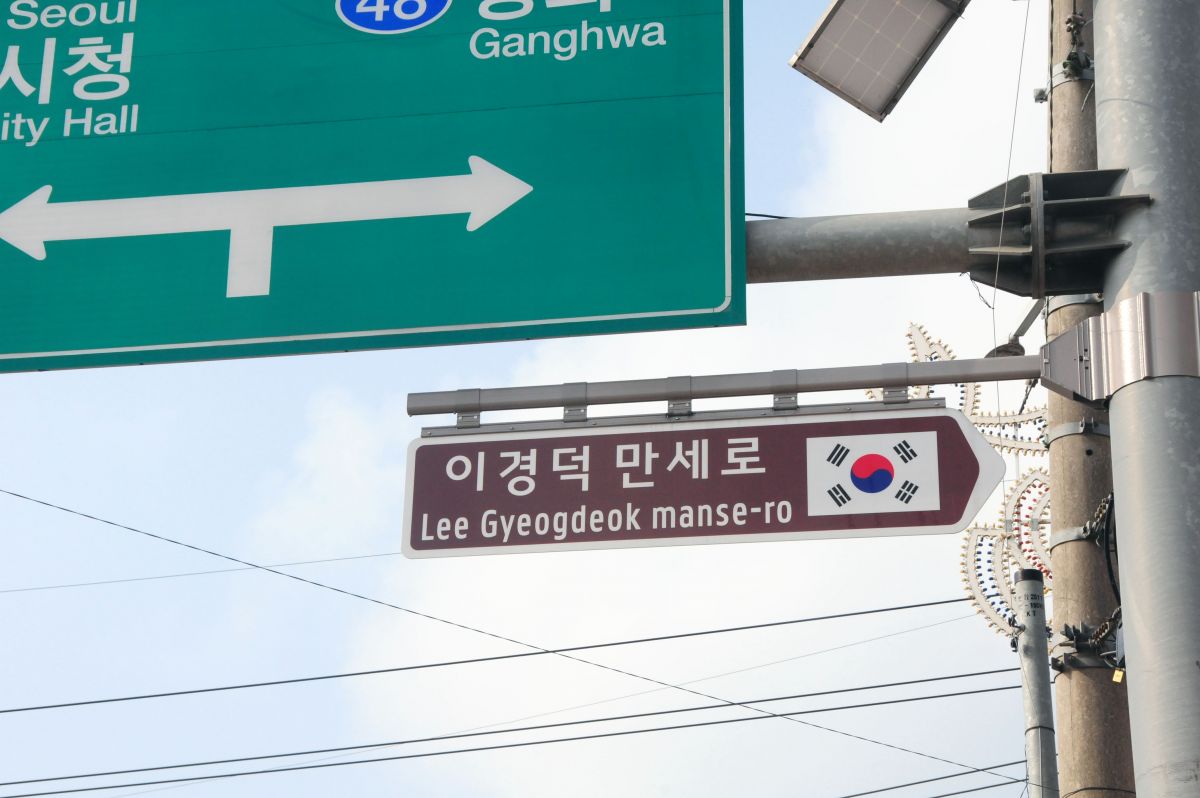 Seoul
시청
ity Hall
48
Ganghwa
이경덕 만세로
Lee Gyeogdeok manse-ro